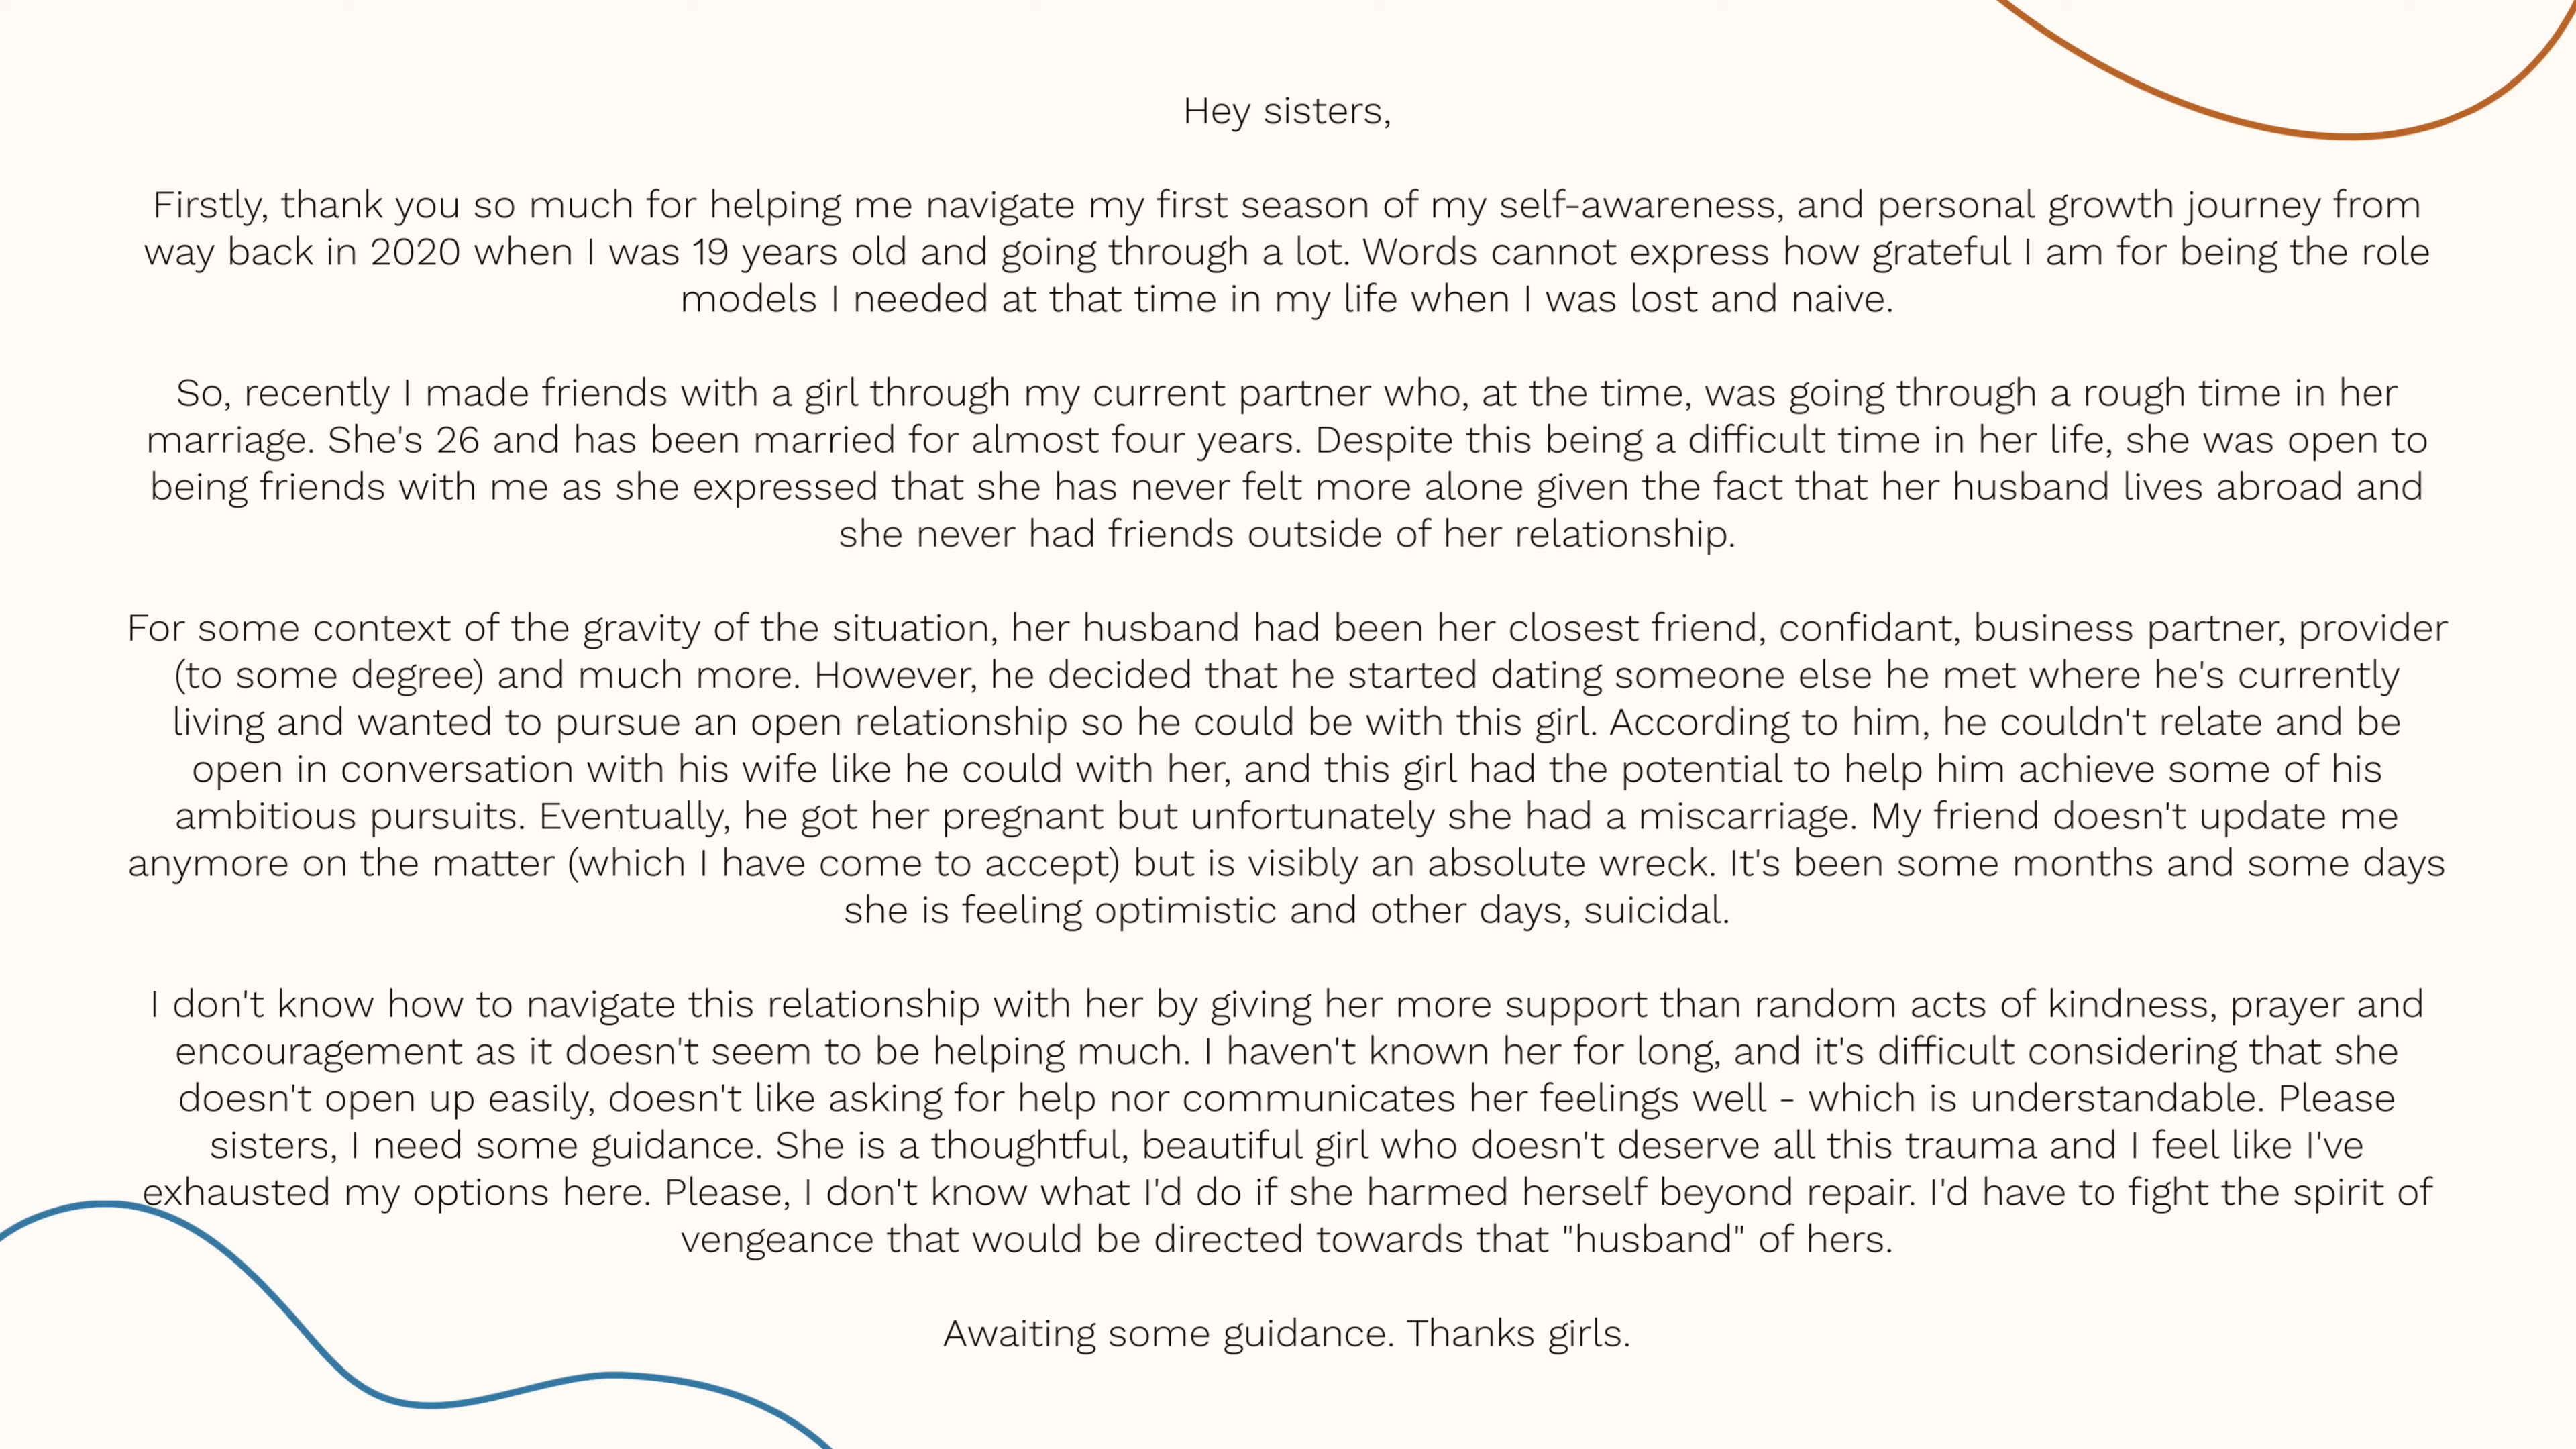 Hey sisters,
Firstly, thank you so much for helping me navigate my first season of my self-awareness, and personal growth journey from
way back in 2020 when I was 19 years old and going through a lot. Words cannot express how grateful I am for being the role
models I needed at that time in my life when I was lost and naive.
So, recently I made friends with a girl through my current partner who, at the time, was going through a rough time in her
marriage. She's 26 and has been married for almost four years. Despite this being a difficult time in her life, she was open to
being friends with me as she expressed that she has never felt more alone given the fact that her husband lives abroad and
she never had friends outside of her relationship.
For some context of the gravity of the situation, her husband had been her closest friend, confidant, business partner, provider
(to some degree) and much more. However, he decided that he started dating someone else he met where he's currently
living and wanted to pursue an open relationship so he could be with this girl. According to him, he couldn't relate and be
open in conversation with his wife like he could with her, and this girl had the potential to help him achieve some of his
ambitious pursuits. Eventually, he got her pregnant but unfortunately she had a miscarriage. My friend doesn't update me
anymore on the matter (which I have come to accept) but is visibly an absolute wreck. It's been some months and some days
she is feeling optimistic and other days, suicidal.
I don't know how to navigate this relationship with her by giving her more support than random acts of kindness, prayer and
encouragement as it doesn't seem to be helping much. I haven't known her for long, and it's difficult considering that she
doesn't open up easily, doesn't like asking for help nor communicates her feelings well - which is understandable. Please
sisters, I need some guidance. She is a thoughtful, beautiful girl who doesn't deserve all this trauma and I feel like I've
exhausted my options here. Please, I don't know what I'd do if she harmed herself beyond repair. I'd have to fight the spirit of
vengeance that would be directed towards that "husband" of hers.
Awaiting some guidance. Thanks girls.